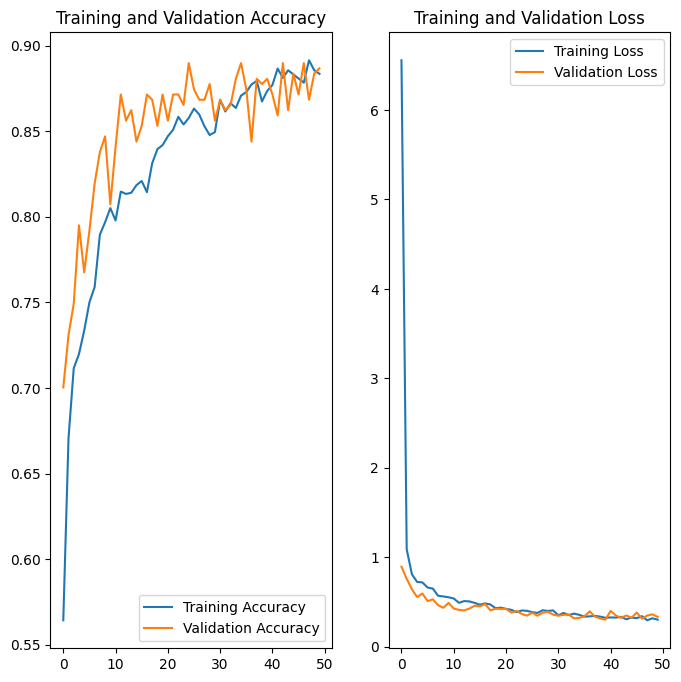 Training and Validation Accuracy
0.90
0.85
0.80
0.75
0.70
0.65
0.60
0.55
0 10 20 30 40 50
Training Accuracy
Validation Accuracy
Training and Validation Loss
6
5
4
3
2
1
0
0 10 20 30 40 50
Training Loss
Validation Loss